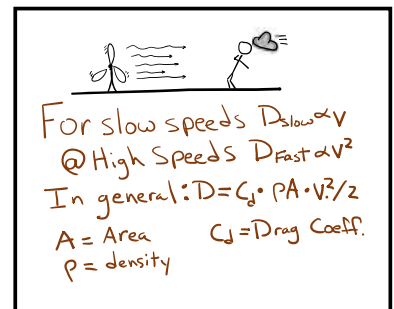 For slow speeds Dslow∝v
@ High Speeds DFast∝v²
In general: D=Cd·ρA·v²/2
A = Area
Cd=Drag Coeff.
ρ = density